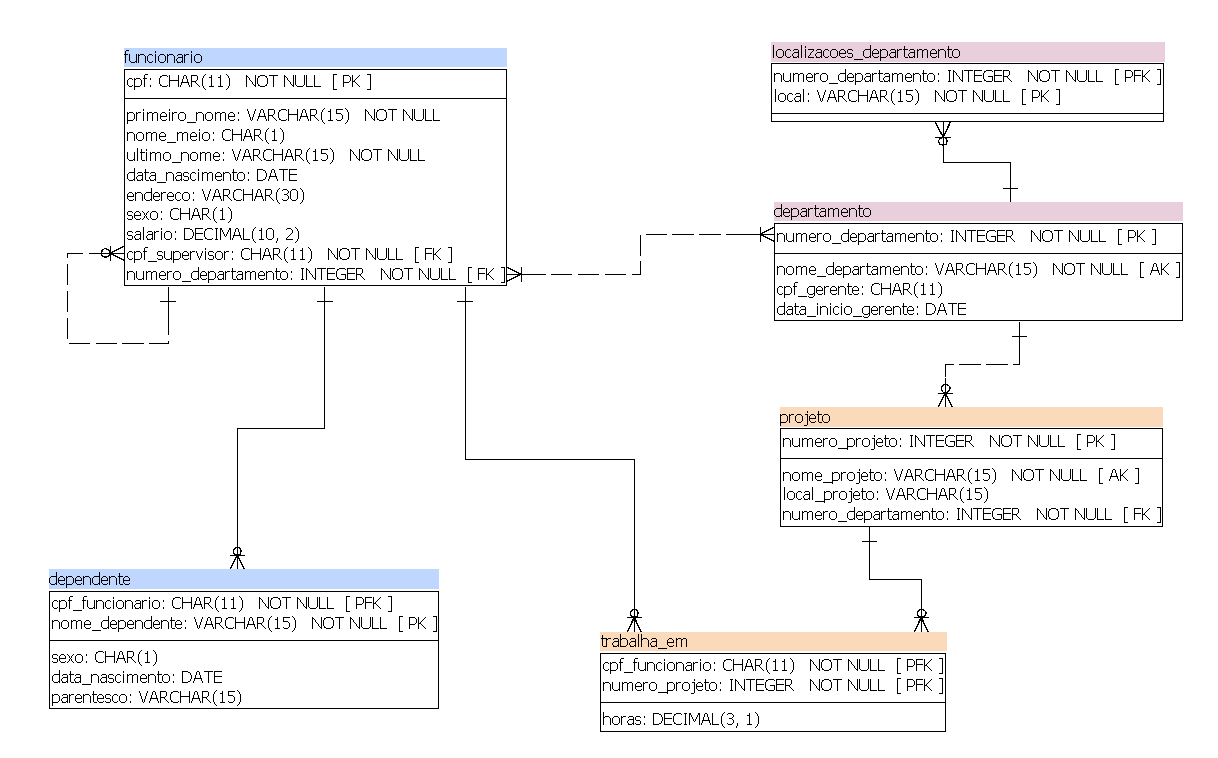 funcionario
cpf: CHAR(11) NOT NULL [ PK ]
primeiro_nome: VARCHAR(15) NOT NULL
nome_meio: CHAR(1)
ultimo_nome: VARCHAR(15) NOT NULL
data_nascimento: DATE
endereco: VARCHAR(30)
sexo: CHAR(1)
salario: DECIMAL(10, 2)
cpf_supervisor: CHAR(11) NOT NULL [ FK ]
numero_departamento: INTEGER NOT NULL [ FK ]
localizacoes_departamento
numero_departamento: INTEGER NOT NULL [ PFK ]
local: VARCHAR(15) NOT NULL [ PK ]
departamento
numero_departamento: INTEGER NOT NULL [ PK ]
nome_departamento: VARCHAR(15) NOT NULL [ AK ]
cpf_gerente: CHAR(11)
data_inicio_gerente: DATE
projeto
numero_projeto: INTEGER NOT NULL [ PK ]
nome_projeto: VARCHAR(15) NOT NULL [ AK ]
local_projeto: VARCHAR(15)
numero_departamento: INTEGER NOT NULL [ FK ]
dependente
cpf_funcionario: CHAR(11) NOT NULL [ PFK ]
nome_dependente: VARCHAR(15) NOT NULL [ PK ]
sexo: CHAR(1)
data_nascimento: DATE
parentesco: VARCHAR(15)
trabalha_em
cpf_funcionario: CHAR(11) NOT NULL [ PFK ]
numero_projeto: INTEGER NOT NULL [ PFK ]
horas: DECIMAL(3, 1)